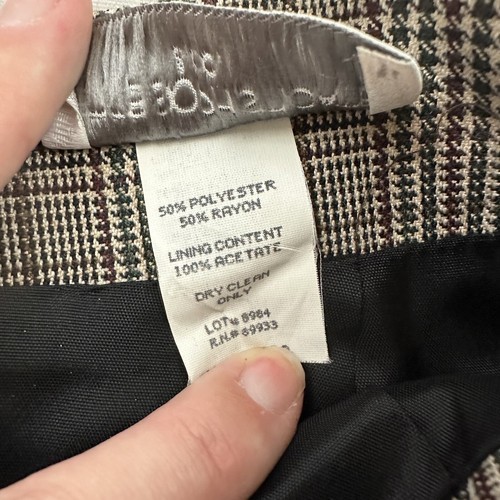 50% POLYESTER
50% RAYON
LINING CONTENT
100% ACETATE
DRY CLEAN
ONLY
LOT# 8984
R.N.# 69933